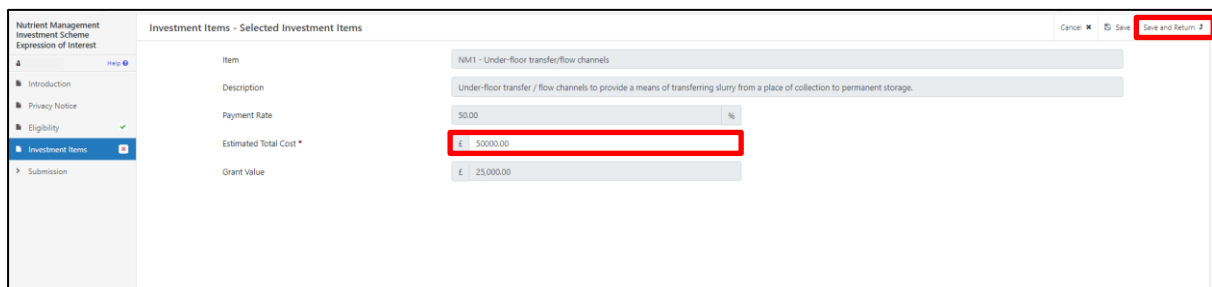 Nutrient Management
Investment Scheme
Expression of Interest
Help
Introduction
Privacy Notice
Eligibility
Investment Items
Submission
Investment Items - Selected Investment Items
Cancel
Save
Save and Return
Item
NM1 - Under-floor transfer/flow channels
Description
Under-floor transfer / flow channels to provide a means of transferring slurry from a place of collection to permanent storage.
Payment Rate
50.00 %
Estimated Total Cost *
£ 50000.00
Grant Value
£ 25,000.00